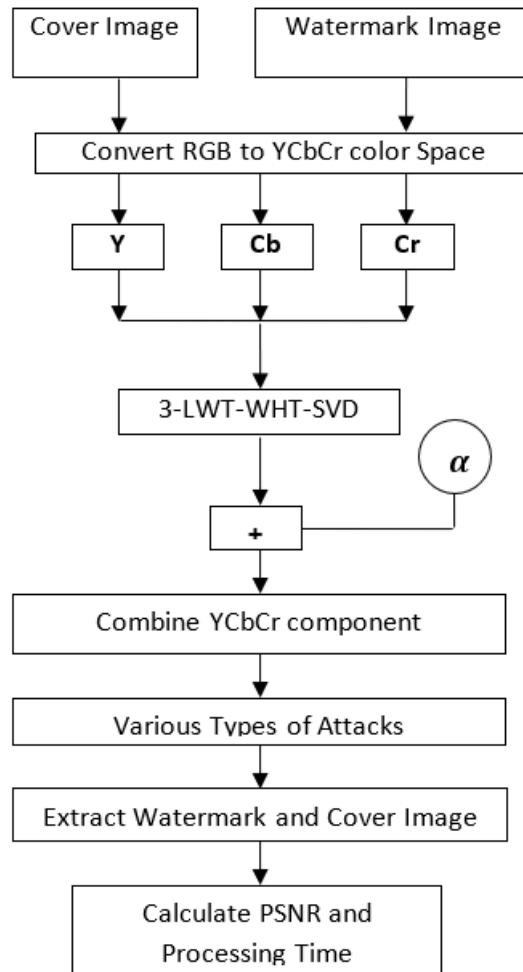 Cover Image
Watermark Image
Convert RGB to YCbCr color Space
Y
Cb
Cr
3-LWT-WHT-SVD
α
+
Combine YCbCr component
Various Types of Attacks
Extract Watermark and Cover Image
Calculate PSNR and
Processing Time